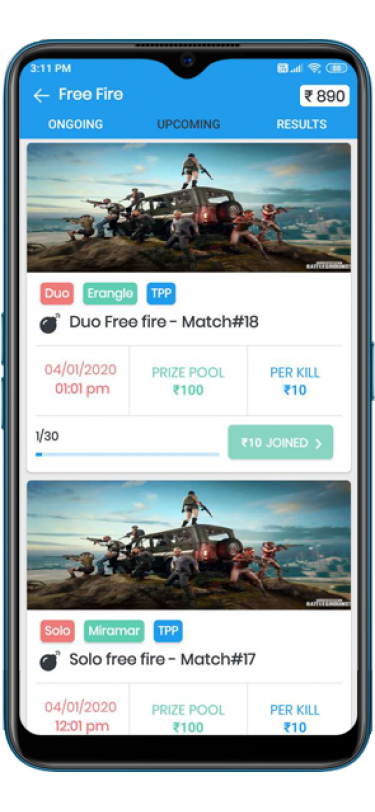 3:11 PM
Free Fire
₹ 890
ONGOING UPCOMING RESULTS
BATTLEGROUNDS
Duo Erangle TPP
Duo Free fire - Match#18
04/01/2020 PRIZE POOL PER KILL
01:01 pm ₹100 ₹10
1/30
₹10 JOINED >
BATTLEGROUNDS
Solo Miramar TPP
Solo free fire - Match#17
04/01/2020 PRIZE POOL PER KILL
12:01 pm ₹100 ₹10